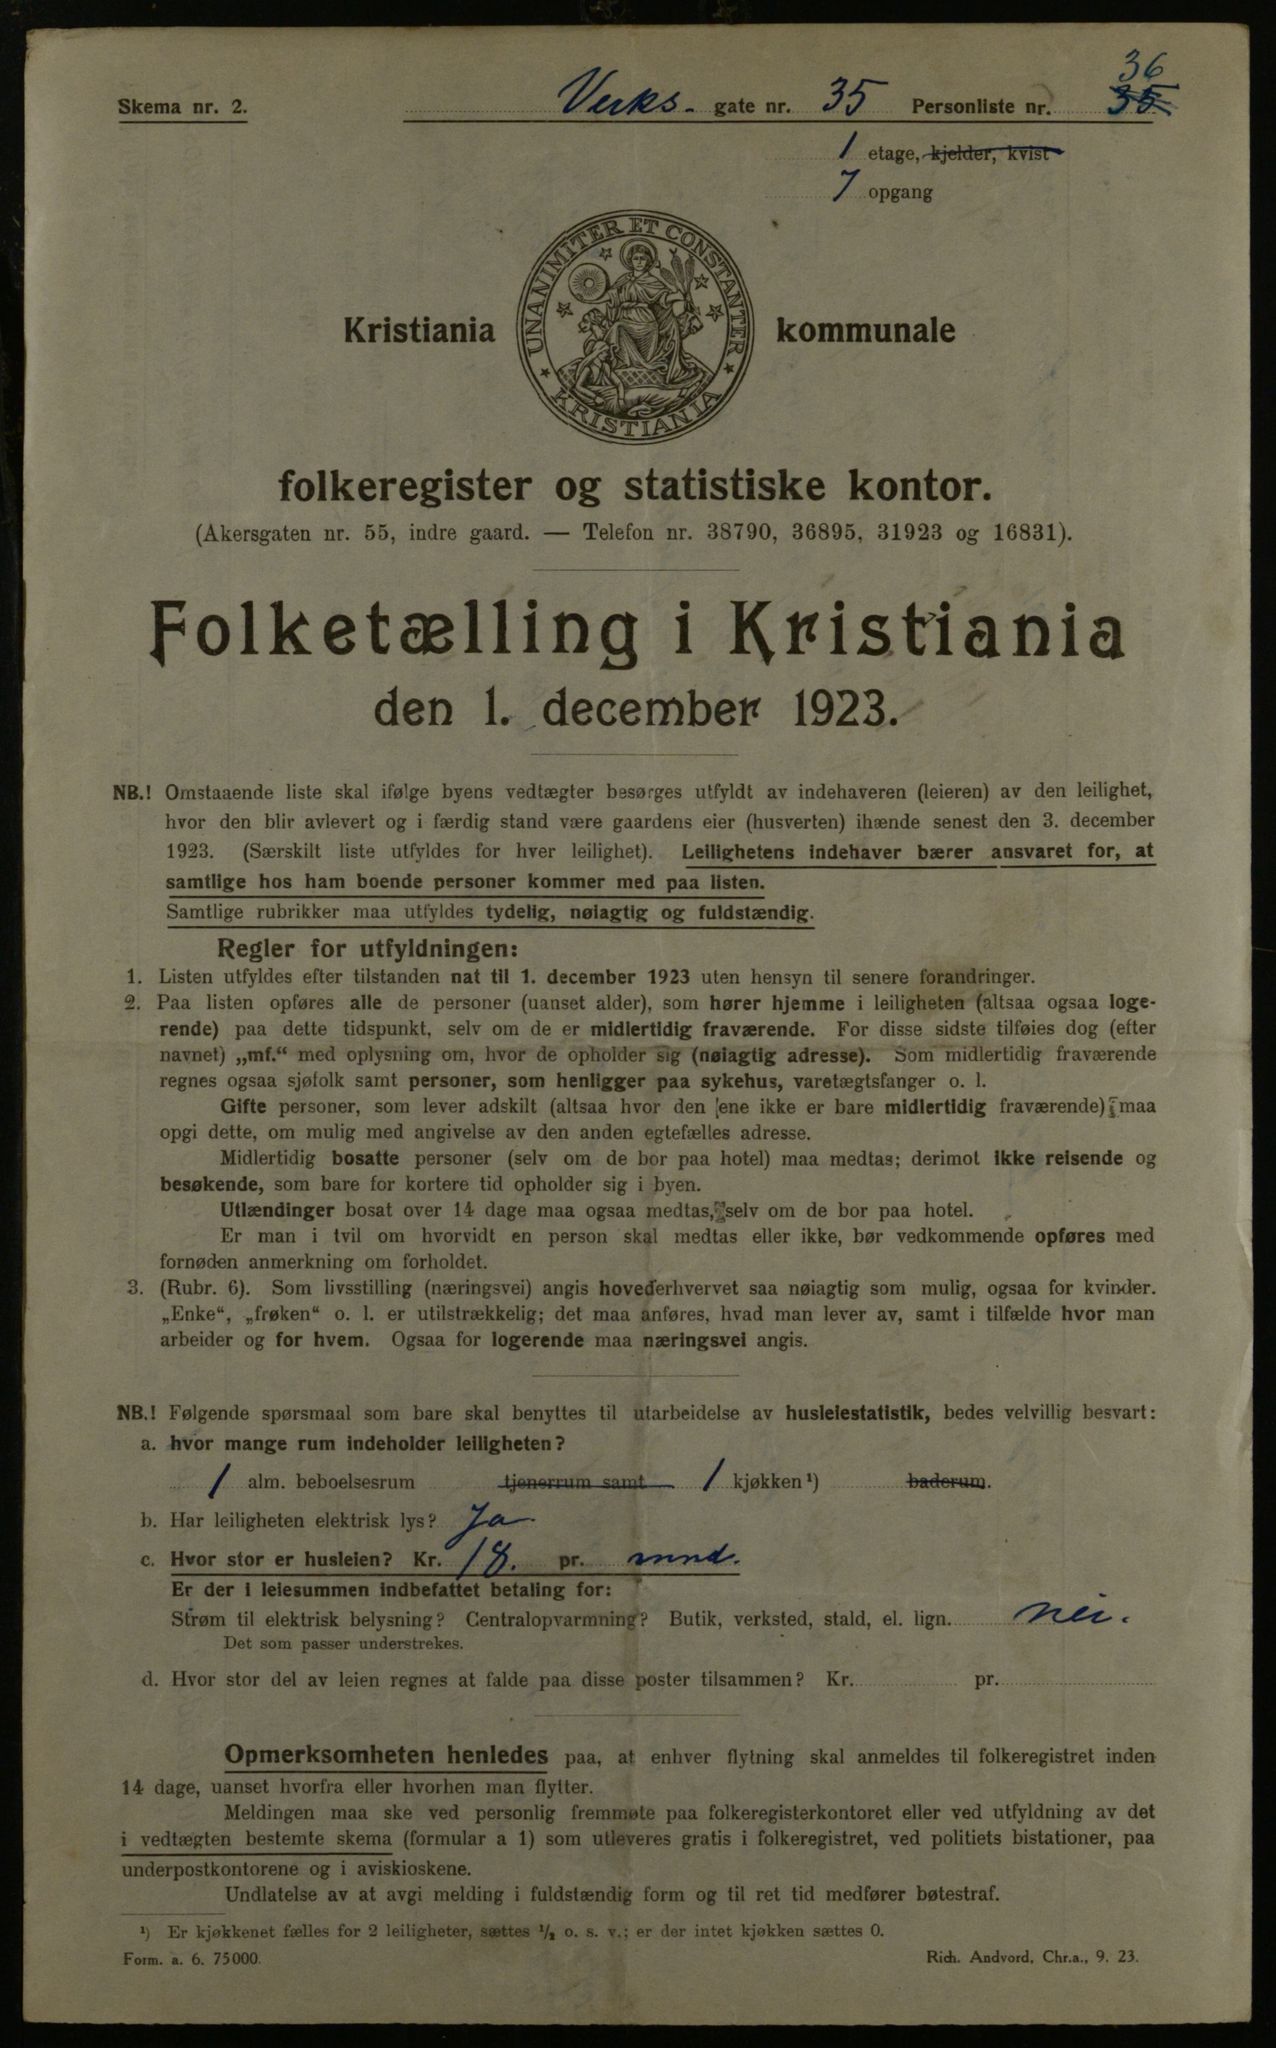 36
Skema nr. 2.
Verks- gate nr. 35 Personliste nr. 35
1 etage, kjelder, kvist
7 opgang
UNANIMITER ET CONSTANTER
KRISTIANIA
Kristiania kommunale
folkeregister og statistiske kontor.
(Akersgaten nr. 55, indre gaard. — Telefon nr. 38790, 36895, 31923 og 16831).
Folketælling i Kristiania
den 1. december 1923.
NB.! Omstaaende liste skal ifølge byens vedtægter besørges utfyldt av indehaveren (leieren) av den leilighet,
hvor den blir avlevert og i færdig stand være gaardens eier (husverten) ihænde senest den 3. december
1923. (Særskilt liste utfyldes for hver leilighet). Leilighetens indehaver bærer ansvaret for, at
samtlige hos ham boende personer kommer med paa listen.
Samtlige rubrikker maa utfyldes tydelig, nøiagtig og fuldstændig.
Regler for utfyldningen:
1. Listen utfyldes efter tilstanden nat til 1. december 1923 uten hensyn til senere forandringer.
2. Paa listen opføres alle de personer (uanset alder), som hører hjemme i leiligheten (altsaa ogsaa loge-
rende) paa dette tidspunkt, selv om de er midlertidig fraværende. For disse sidste tilføies dog (efter
navnet) „mf.“ med oplysning om, hvor de opholder sig (nøiagtig adresse). Som midlertidig fraværende
regnes ogsaa sjøfolk samt personer, som henligger paa sykehus, varetægtsfanger o. l.
Gifte personer, som lever adskilt (altsaa hvor den ene ikke er bare midlertidig fraværende) maa
opgi dette, om mulig med angivelse av den anden egtefælles adresse.
Midlertidig bosatte personer (selv om de bor paa hotel) maa medtas; derimot ikke reisende og
besøkende, som bare for kortere tid opholder sig i byen.
Utlændinger bosat over 14 dage maa ogsaa medtas, selv om de bor paa hotel.
Er man i tvil om hvorvidt en person skal medtas eller ikke, bør vedkommende opføres med
fornøden anmerkning om forholdet.
3. (Rubr. 6). Som livsstilling (næringsvei) angis hovederhvervet saa nøiagtig som mulig, ogsaa for kvinder.
„Enke“, „frøken“ o. l. er utilstrækkelig; det maa anføres, hvad man lever av, samt i tilfælde hvor man
arbeider og for hvem. Ogsaa for logerende maa næringsvei angis.
NB.! Følgende spørsmaal som bare skal benyttes til utarbeidelse av husleiestatistik, bedes velvillig besvart:
a. hvor mange rum indeholder leiligheten?
1 alm. beboelsesrum tjenerrum samt 1 kjøkken ¹) baderum.
b. Har leiligheten elektrisk lys? Ja
c. Hvor stor er husleien? Kr. 18. pr. mnd.
Er der i leiesummen indbefattet betaling for:
Strøm til elektrisk belysning? Centralopvarmning? Butik, verksted, stald, el. lign. Nei.
Det som passer understrekes.
d. Hvor stor del av leien regnes at falde paa disse poster tilsammen? Kr. pr.
Opmerksomheten henledes paa, at enhver flytning skal anmeldes til folkeregistret inden
14 dage, uanset hvorfra eller hvorhen man flytter.
Meldingen maa ske ved personlig fremmøte paa folkeregisterkontoret eller ved utfyldning av det
i vedtægten bestemte skema (formular a 1) som utleveres gratis i folkeregistret, ved politiets bistationer, paa
underpostkontorene og i aviskioskene.
Undlatelse av at avgi melding i fuldstændig form og til ret tid medfører bøtestraf.
¹) Er kjøkkenet fælles for 2 leiligheter, sættes ½ o. s. v.; er der intet kjøkken sættes 0.
Form. a. 6. 75000. Rich. Andvord, Chr.a., 9. 23.